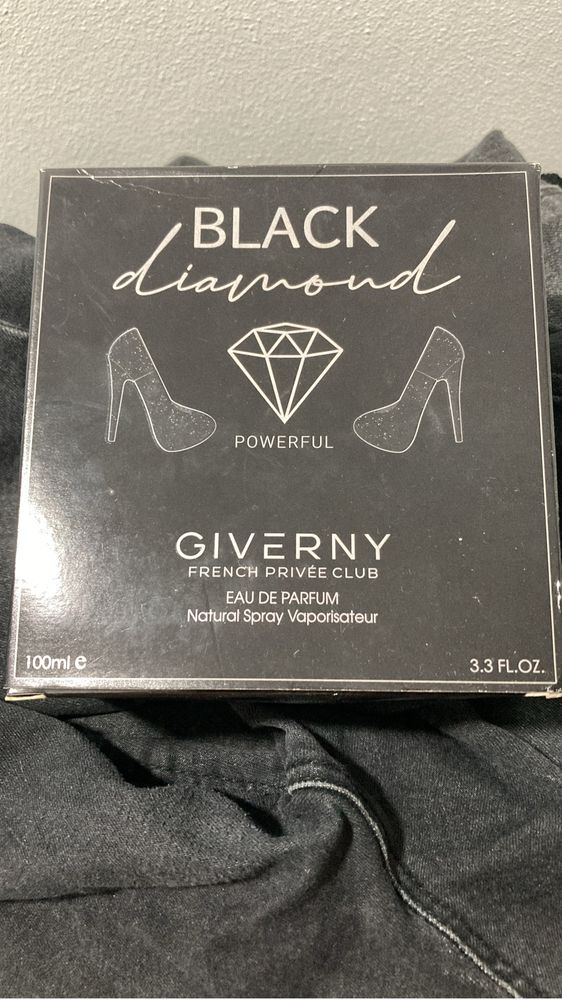 BLACK
diamond
POWERFUL
GIVERNY
FRENCH PRIVÉE CLUB
EAU DE PARFUM
Natural Spray Vaporisateur
100ml ℮
3.3 FL.OZ.